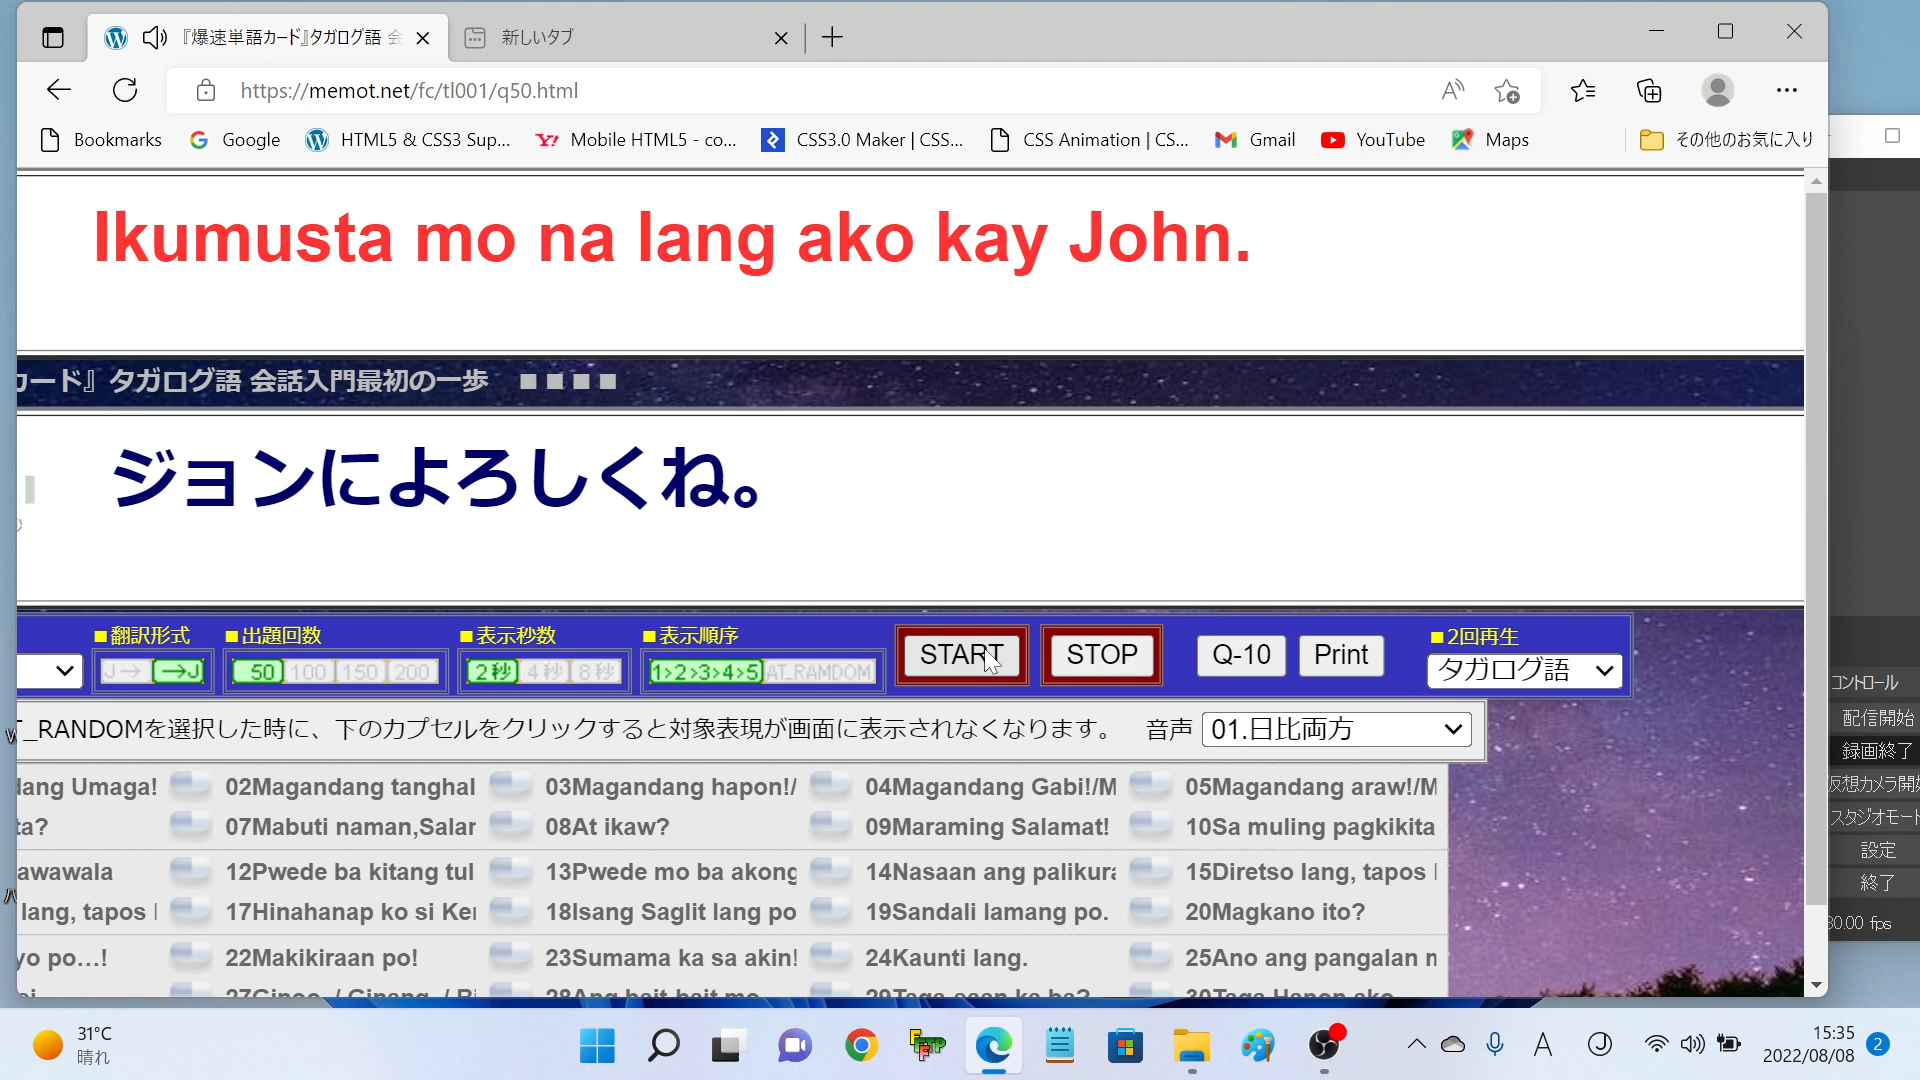 『爆速単語カード』タガログ語 会
新しいタブ
https://memot.net/fc/tl001/q50.html
Bookmarks
Google
HTML5 & CSS3 Sup...
Mobile HTML5 - co...
CSS3.0 Maker | CSS...
CSS Animation | CS...
Gmail
YouTube
Maps
その他のお気に入り
Ikumusta mo na lang ako kay John.
カード』タガログ語 会話入門最初の一歩 ■ ■ ■ ■
ジョンによろしくね。
■翻訳形式
■出題回数
■表示秒数
■表示順序
■2回再生
J→ →J
50 100 150 200
2秒 4秒 8秒
1>2>3>4>5 AT_RAMDOM
START
STOP
Q-10
Print
タガログ語
T_RANDOMを選択した時に、下のカプセルをクリックすると対象表現が画面に表示されなくなります。
音声
01.日比両方
dang Umaga!
02Magandang tanghal
03Magandang hapon!/
04Magandang Gabi!/M
05Magandang araw!/M
ta?
07Mabuti naman,Salar
08At ikaw?
09Maraming Salamat!
10Sa muling pagkikita
awawala
12Pwede ba kitang tul
13Pwede mo ba akong
14Nasaan ang palikura
15Diretso lang, tapos
lang, tapos
17Hinahanap ko si Ker
18Isang Saglit lang po
19Sandali lamang po.
20Magkano ito?
yo po…!
22Makikiraan po!
23Sumama ka sa akin!
24Kaunti lang.
25Ano ang pangalan n
コントロール
配信開始
録画終了
仮想カメラ開始
スタジオモード
設定
終了
30.00 fps
31°C
晴れ
FFFTP
A
J
15:35
2022/08/08
2